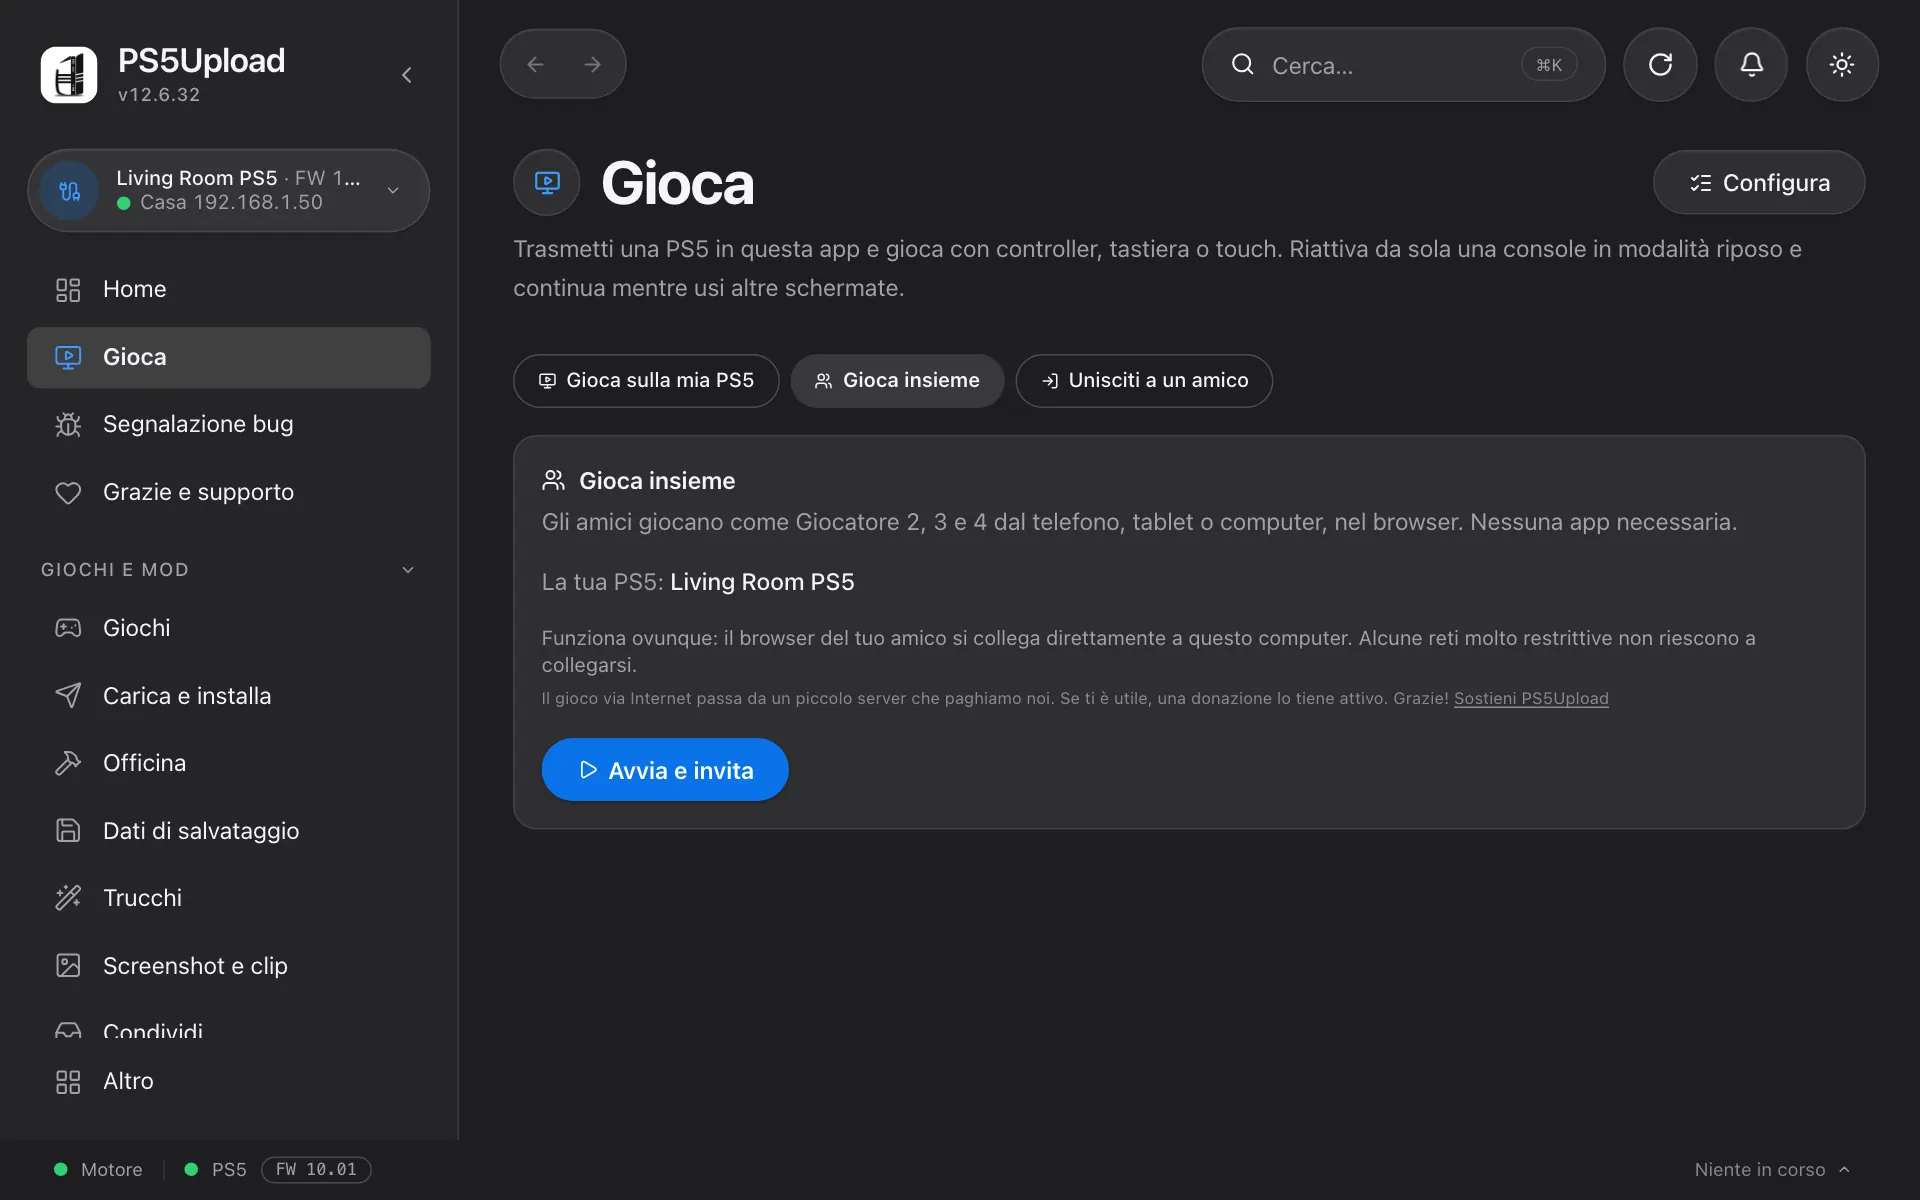 PS5Upload
v12.6.32
Living Room PS5 · FW 1...
Casa 192.168.1.50
Home
Gioca
Segnalazione bug
Grazie e supporto
GIOCHI E MOD
Giochi
Carica e installa
Officina
Dati di salvataggio
Trucchi
Screenshot e clip
Condividi
Altro
Cerca...
⌘K
Gioca
Configura
Trasmetti una PS5 in questa app e gioca con controller, tastiera o touch. Riattiva da sola una console in modalità riposo e
continua mentre usi altre schermate.
Gioca sulla mia PS5
Gioca insieme
Unisciti a un amico
Gioca insieme
Gli amici giocano come Giocatore 2, 3 e 4 dal telefono, tablet o computer, nel browser. Nessuna app necessaria.
La tua PS5: Living Room PS5
Funziona ovunque: il browser del tuo amico si collega direttamente a questo computer. Alcune reti molto restrittive non riescono a
collegarsi.
Il gioco via Internet passa da un piccolo server che paghiamo noi. Se ti è utile, una donazione lo tiene attivo. Grazie! Sostieni PS5Upload
Avvia e invita
Motore
PS5
FW 10.01
Niente in corso